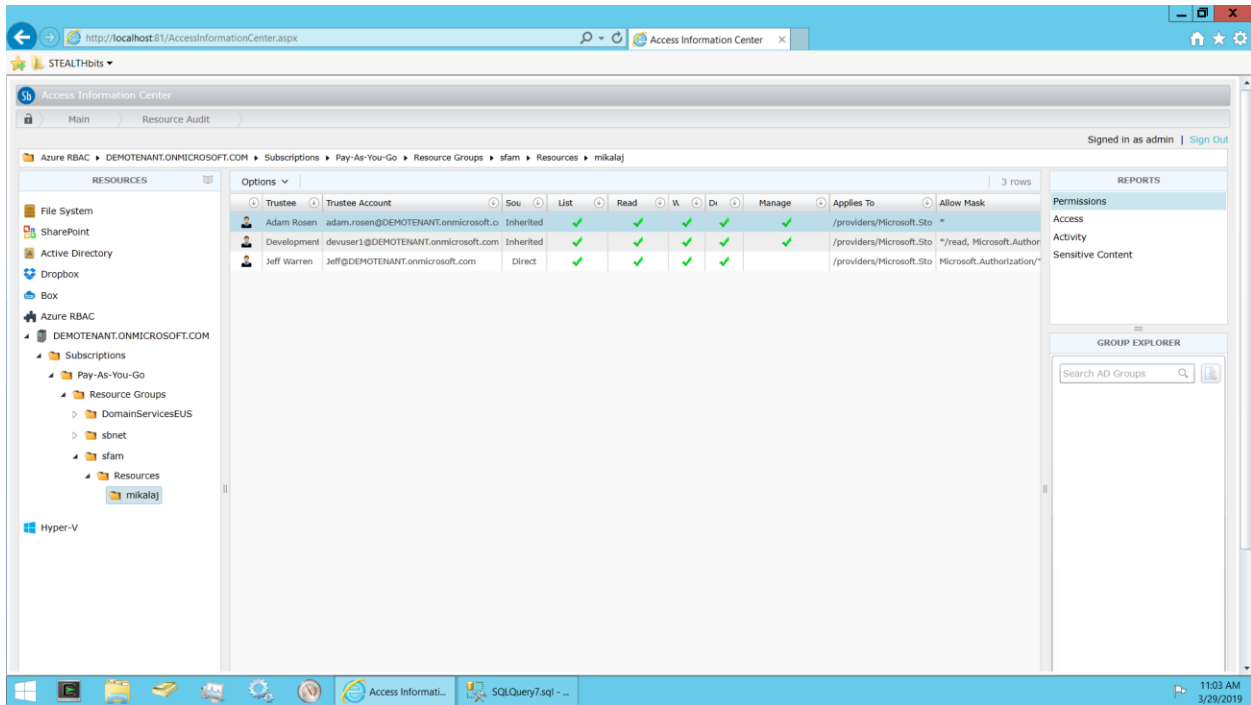 http://localhost:81/AccessInformationCenter.aspx
Access Information Center
STEALTHbits
Sb Access Information Center
Main Resource Audit
Signed in as admin | Sign Out
Azure RBAC DEMOTENANT.ONMICROSOFT.COM Subscriptions Pay-As-You-Go Resource Groups sfam Resources mikalaj
RESOURCES
File System
SharePoint
Active Directory
Dropbox
Box
Azure RBAC
DEMOTENANT.ONMICROSOFT.COM
Subscriptions
Pay-As-You-Go
Resource Groups
DomainServicesEUS
sbnet
sfam
Resources
mikalaj
Hyper-V
Options 3 rows
Trustee Trustee Account Sou List Read W De Manage Applies To Allow Mask
Adam Rosen adam.rosen@DEMOTENANT.onmicrosoft.co Inherited /providers/Microsoft.Sto *
Development devuser1@DEMOTENANT.onmicrosoft.com Inherited /providers/Microsoft.Sto */read, Microsoft.Author
Jeff Warren Jeff@DEMOTENANT.onmicrosoft.com Direct /providers/Microsoft.Sto Microsoft.Authorization/*
REPORTS
Permissions
Access
Activity
Sensitive Content
GROUP EXPLORER
Search AD Groups
Access Informati...
SQLQuery7.sql - ...
11:03 AM
3/29/2019